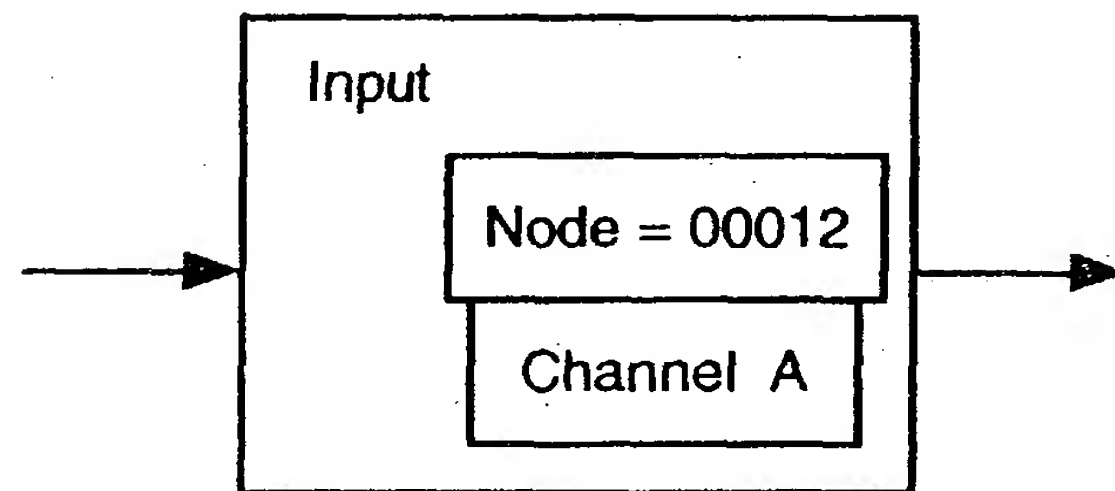 Input
Node = 00012
Channel A